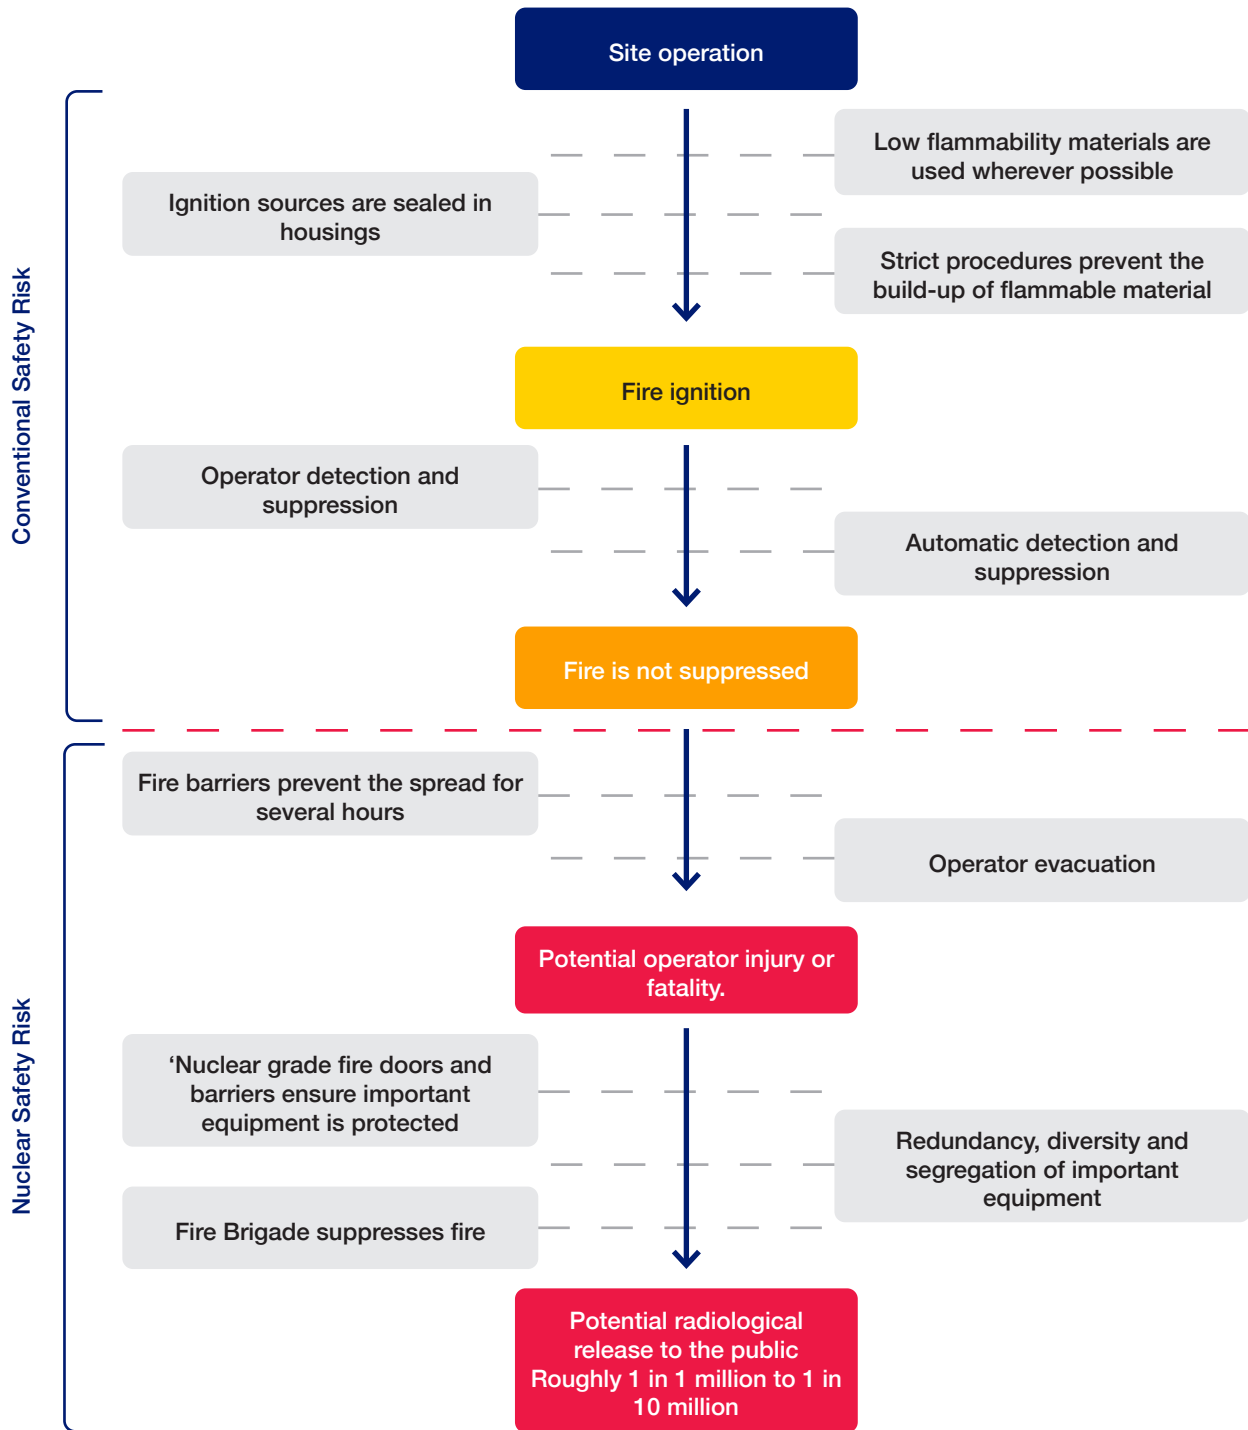 Site operation
Low flammability materials are
used wherever possible
Ignition sources are sealed in
housings
Strict procedures prevent the
build-up of flammable material
Conventional Safety Risk
Fire ignition
Operator detection and
suppression
Automatic detection and
suppression
Fire is not suppressed
Fire barriers prevent the spread for
several hours
Operator evacuation
Potential operator injury or
fatality.
Nuclear Safety Risk
‘Nuclear grade fire doors and
barriers ensure important
equipment is protected
Redundancy, diversity and
segregation of important
equipment
Fire Brigade suppresses fire
Potential radiological
release to the public
Roughly 1 in 1 million to 1 in
10 million